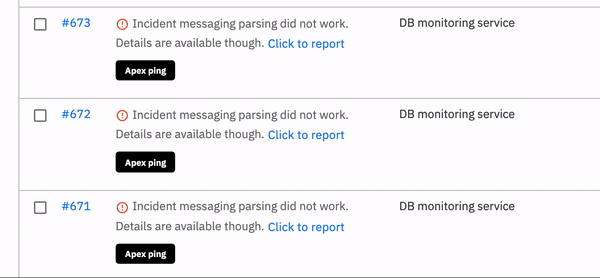 #673 Incident messaging parsing did not work. DB monitoring service
Details are available though. Click to report
Apex ping
#672 Incident messaging parsing did not work. DB monitoring service
Details are available though. Click to report
Apex ping
#671 Incident messaging parsing did not work. DB monitoring service
Details are available though. Click to report
Apex ping